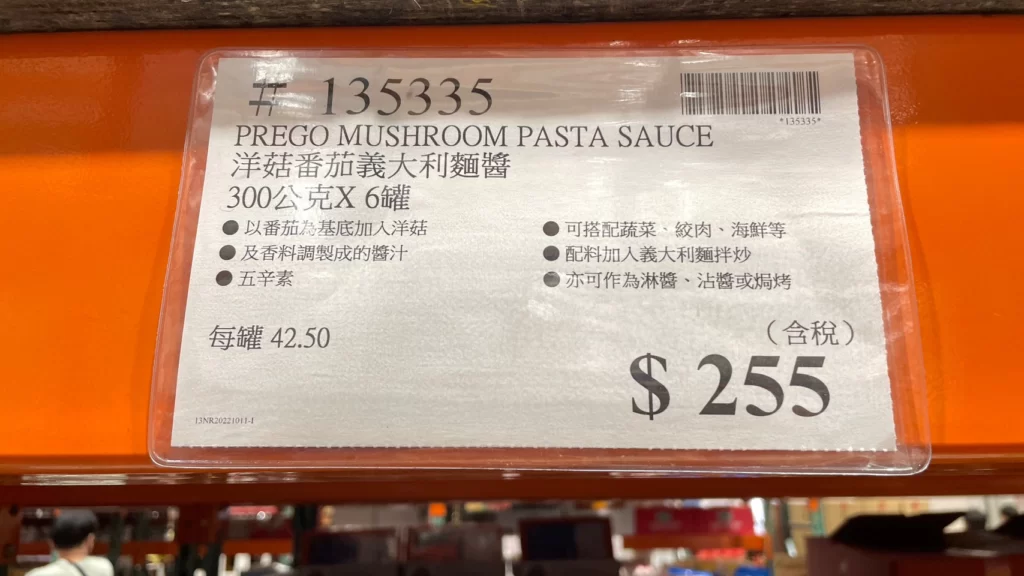 # 135335
*135335*
PREGO MUSHROOM PASTA SAUCE
洋菇番茄義大利麵醬
300公克X 6罐
● 以番茄為基底加入洋菇
● 及香料調製成的醬汁
● 五辛素
● 可搭配蔬菜、絞肉、海鮮等
● 配料加入義大利麵拌炒
● 亦可作為淋醬、沾醬或焗烤
每罐 42.50
（含稅）
$ 255
13NR20221011-1